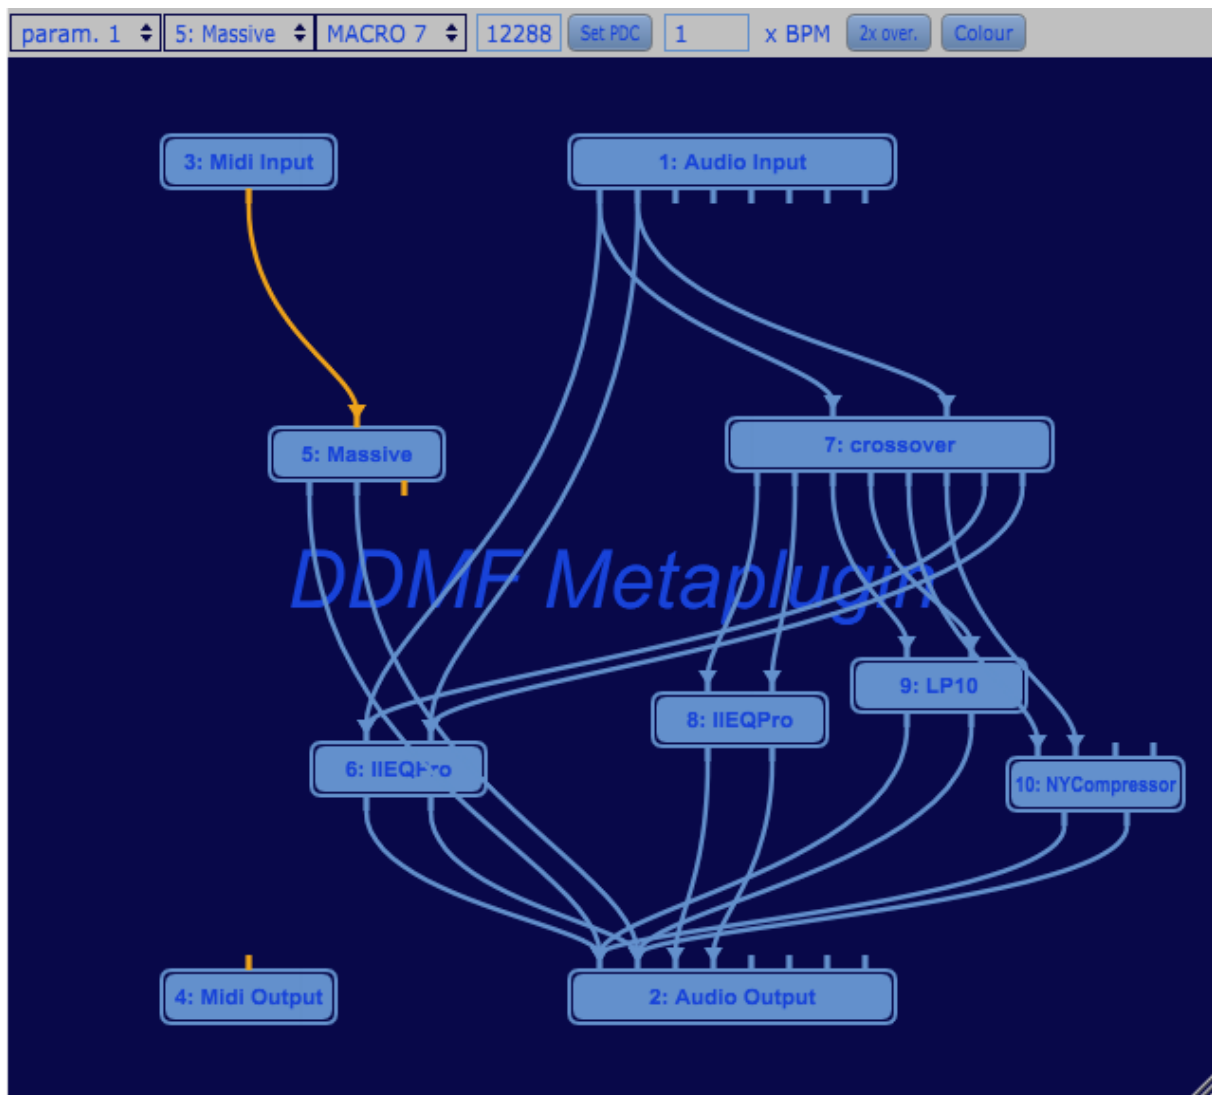 param. 1 5: Massive MACRO 7 12288 Set PDC 1 x BPM 2x over. Colour
3: Midi Input 1: Audio Input
5: Massive 7: crossover
DDMF Metaplugin
9: LP10
8: IIEQPro
6: IIEQPro
10: NYCompressor
4: Midi Output 2: Audio Output